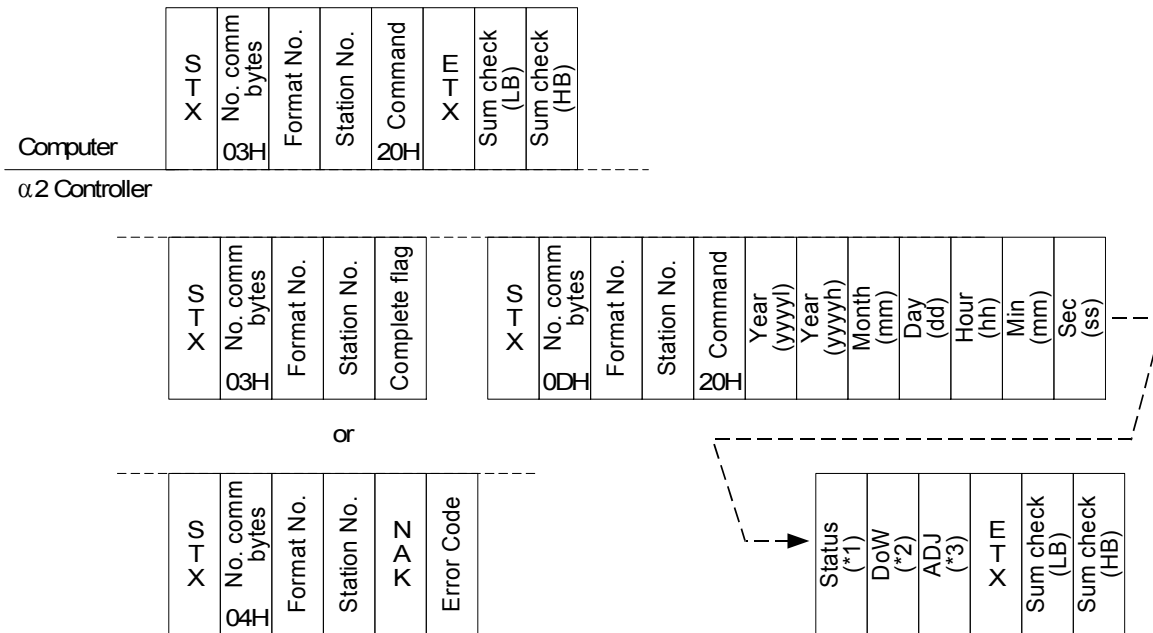 STX
No. comm bytes
03H
Format No.
Station No.
Command
20H
ETX
Sum check (LB)
Sum check (HB)
Computer
α2 Controller
STX
No. comm bytes
03H
Format No.
Station No.
Complete flag
STX
No. comm bytes
0DH
Format No.
Station No.
Command
20H
Year (yyyyl)
Year (yyyyh)
Month (mm)
Day (dd)
Hour (hh)
Min (mm)
Sec (ss)
or
STX
No. comm bytes
04H
Format No.
Station No.
NAK
Error Code
Status (*1)
DoW (*2)
ADJ (*3)
ETX
Sum check (LB)
Sum check (HB)